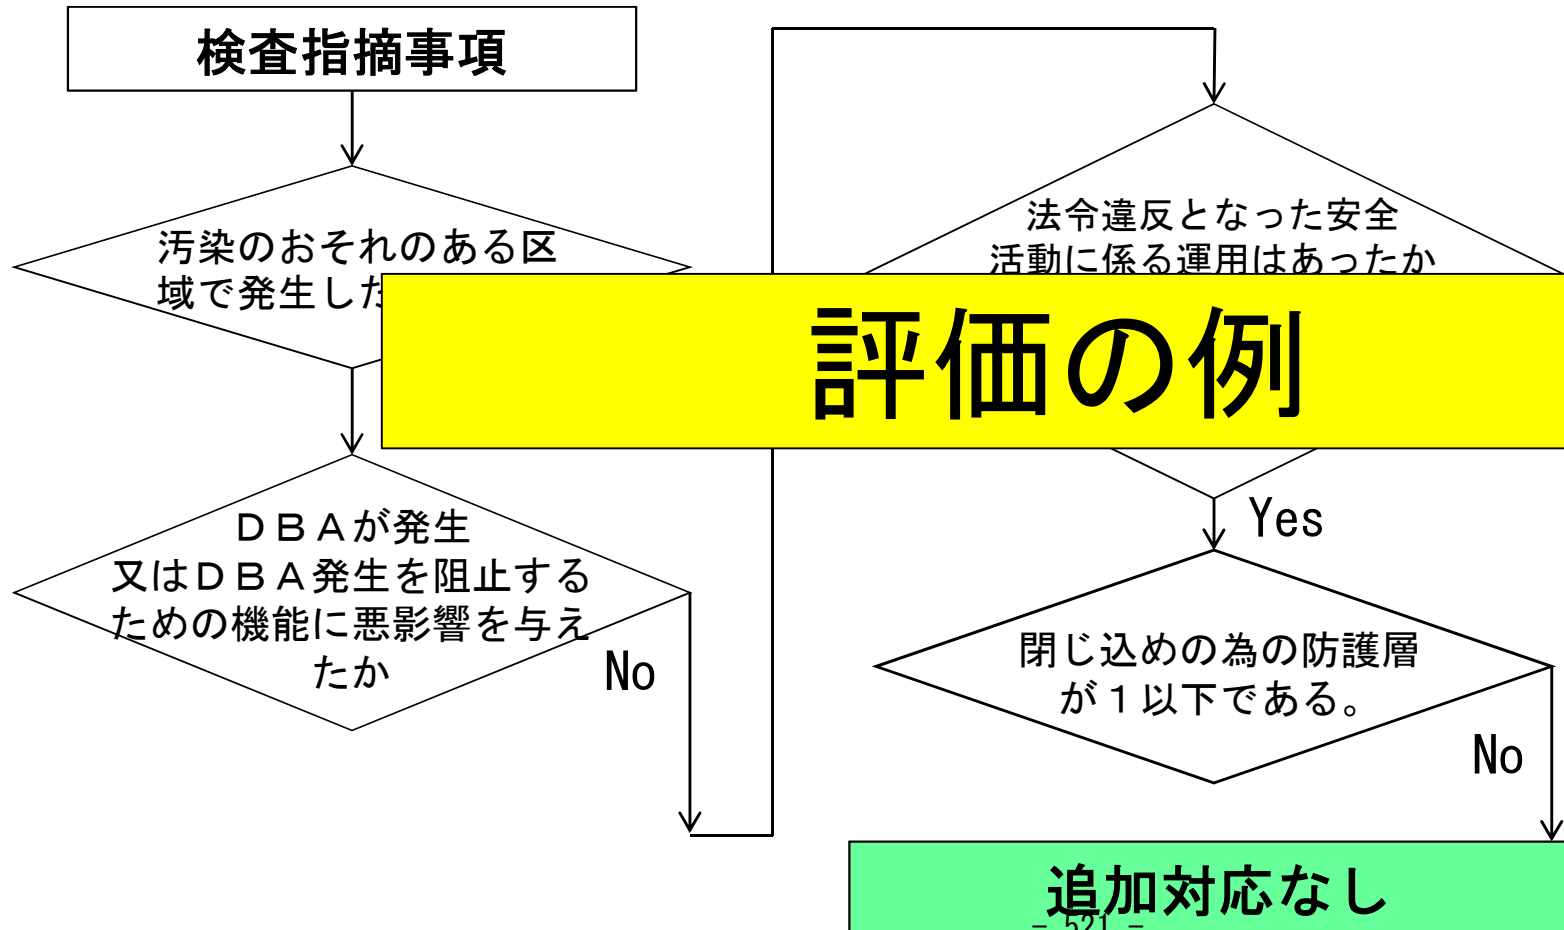 検査指摘事項
汚染のおそれのある区
域で発生した
ＤＢＡが発生
又はＤＢＡ発生を阻止する
ための機能に悪影響を与え
たか
No
法令違反となった安全
活動に係る運用はあったか
評価の例
Yes
閉じ込めの為の防護層
が１以下である。
No
追加対応なし
- 521 -